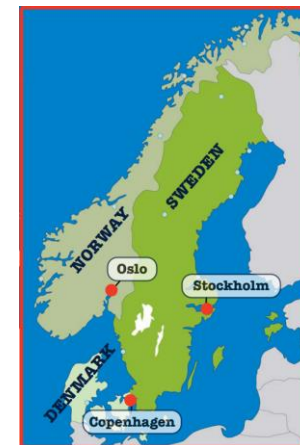 SWEDEN
NORWAY
Oslo
Stockholm
DENMARK
Copenhagen